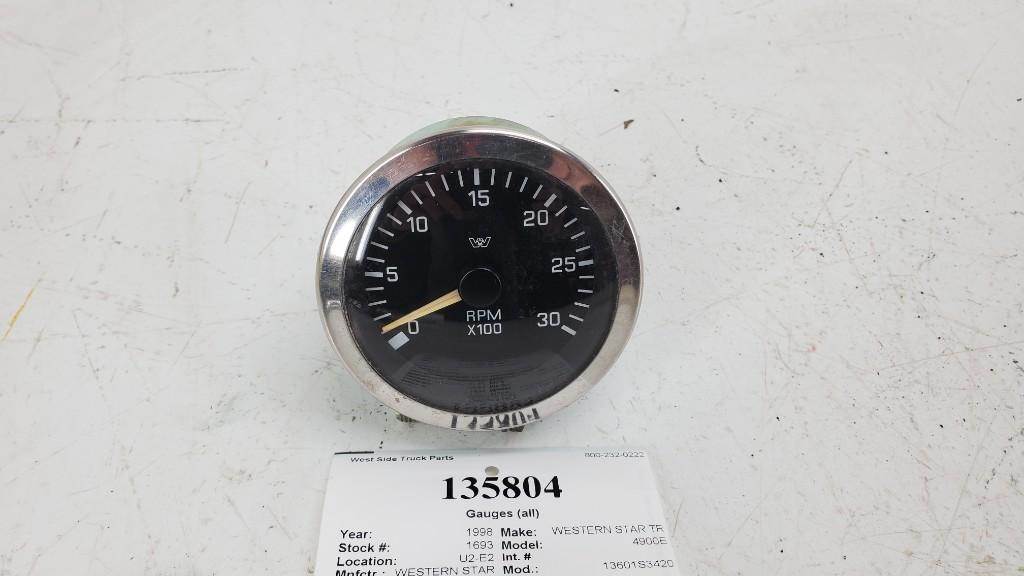 15
10
20
W
5
25
RPM
X100
0
30
West Side Truck Parts 800-232-0222
135804
Gauges (all)
Year: 1998 Make: WESTERN STAR TR
Stock #: 1693 Model: 4900E
Location: U2-E2 Int. #
Mnfctr.: WESTERN STAR Mod.: 13601S3420